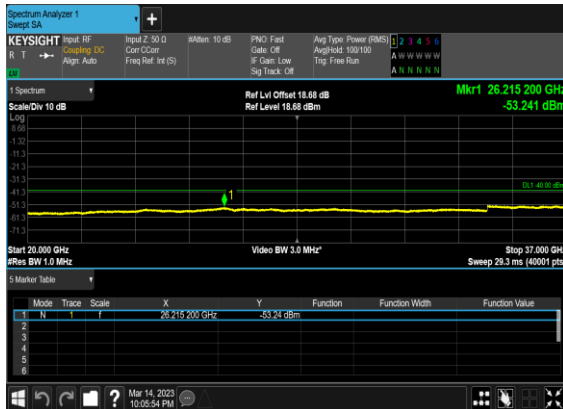 Spectrum Analyzer 1
Swept SA
+
KEYSIGHT Input: RF Input Z: 50 Ω #Atten: 10 dB PNO: Fast Avg Type: Power (RMS) 1 2 3 4 5 6
R T Coupling: DC Corr CCorr Gate: Off Avg|Hold: 100/100 A W W W W W
Align: Auto Freq Ref: Int (S) IF Gain: Low Trig: Free Run
Sig Track: Off A N N N N N
1 Spectrum Ref Lvl Offset 18.68 dB Mkr1 26.215 200 GHz
Scale/Div 10 dB Ref Level 18.68 dBm -53.241 dBm
Log
8.68
-1.32
-11.3
-21.3
-31.3
DL1 -40.00 dBm
-41.3
1
-51.3
-61.3
-71.3
Start 20.000 GHz Video BW 3.0 MHz* Stop 37.000 GHz
#Res BW 1.0 MHz Sweep 29.3 ms (40001 pts)
5 Marker Table
Mode Trace Scale X Y Function Function Width Function Value
1 N 1 f 26.215 200 GHz -53.24 dBm
2
3
4
5
6
? Mar 14, 2023
10:05:54 PM